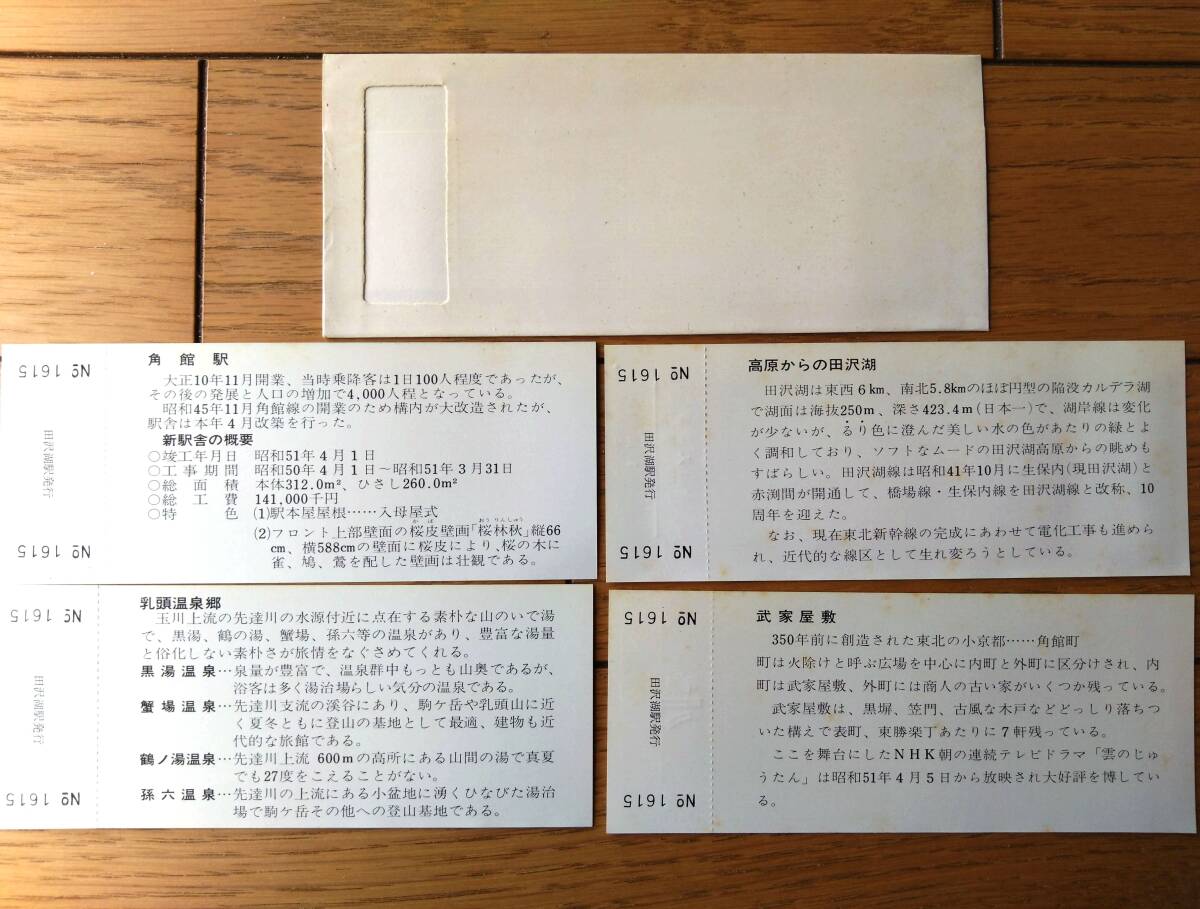 № 1615
田沢湖駅発行
№ 1615
角館駅
大正10年11月開業、当時乗降客は1日100人程度であったが、
その後の発展と人口の増加で4,000人程となっている。
昭和45年11月角館線の開業のため構内が大改造されたが、
駅舎は本年4月改築を行った。
新駅舎の概要
○竣工年月日 昭和51年4月1日
○工事期間 昭和50年4月1日～昭和51年3月31日
○総面積 本体312.0m²、ひさし260.0m²
○総工費 141,000千円
○特色 (1)駅本屋屋根……入母屋式
かば おうりんしゅう
(2)フロント上部壁面の桜皮壁画「桜林秋」縦66
cm、横588cmの壁面に桜皮により、桜の木に
雀、鳩、鶯を配した壁画は壮観である。
№ 1615
田沢湖駅発行
№ 1615
高原からの田沢湖
田沢湖は東西6km、南北5.8kmのほぼ円型の陥没カルデラ湖
で湖面は海抜250m、深さ423.4m(日本一)で、湖岸線は変化
が少ないが、るり色に澄んだ美しい水の色があたりの緑とよ
く調和しており、ソフトなムードの田沢湖高原からの眺めも
すばらしい。田沢湖線は昭和41年10月に生保内(現田沢湖)と
赤渕間が開通して、橋場線・生保内線を田沢湖線と改称、10
周年を迎えた。
なお、現在東北新幹線の完成にあわせて電化工事も進めら
れ、近代的な線区として生れ変ろうとしている。
№ 1615
田沢湖駅発行
№ 1615
乳頭温泉郷
玉川上流の先達川の水源付近に点在する素朴な山のいで湯
で、黒湯、鶴の湯、蟹場、孫六等の温泉があり、豊富な湯量
と俗化しない素朴さが旅情をなぐさめてくれる。
黒湯温泉…泉量が豊富で、温泉群中もっとも山奥であるが、
浴客は多く湯治場らしい気分の温泉である。
蟹場温泉…先達川支流の渓谷にあり、駒ケ岳や乳頭山に近
く夏冬ともに登山の基地として最適、建物も近
代的な旅館である。
鶴ノ湯温泉…先達川上流600mの高所にある山間の湯で真夏
でも27度をこえることがない。
孫六温泉…先達川の上流にある小盆地に湧くひなびた湯治
場で駒ケ岳その他への登山基地である。
№ 1615
田沢湖駅発行
№ 1615
武家屋敷
350年前に創造された東北の小京都……角館町
町は火除けと呼ぶ広場を中心に内町と外町に区分けされ、内
町は武家屋敷、外町には商人の古い家がいくつか残っている。
武家屋敷は、黒塀、笠門、古風な木戸などどっしり落ちつ
いた構えで表町、東勝楽丁あたりに7軒残っている。
ここを舞台にしたNHK朝の連続テレビドラマ「雲のじゅ
うたん」は昭和51年4月5日から放映され大好評を博してい
る。